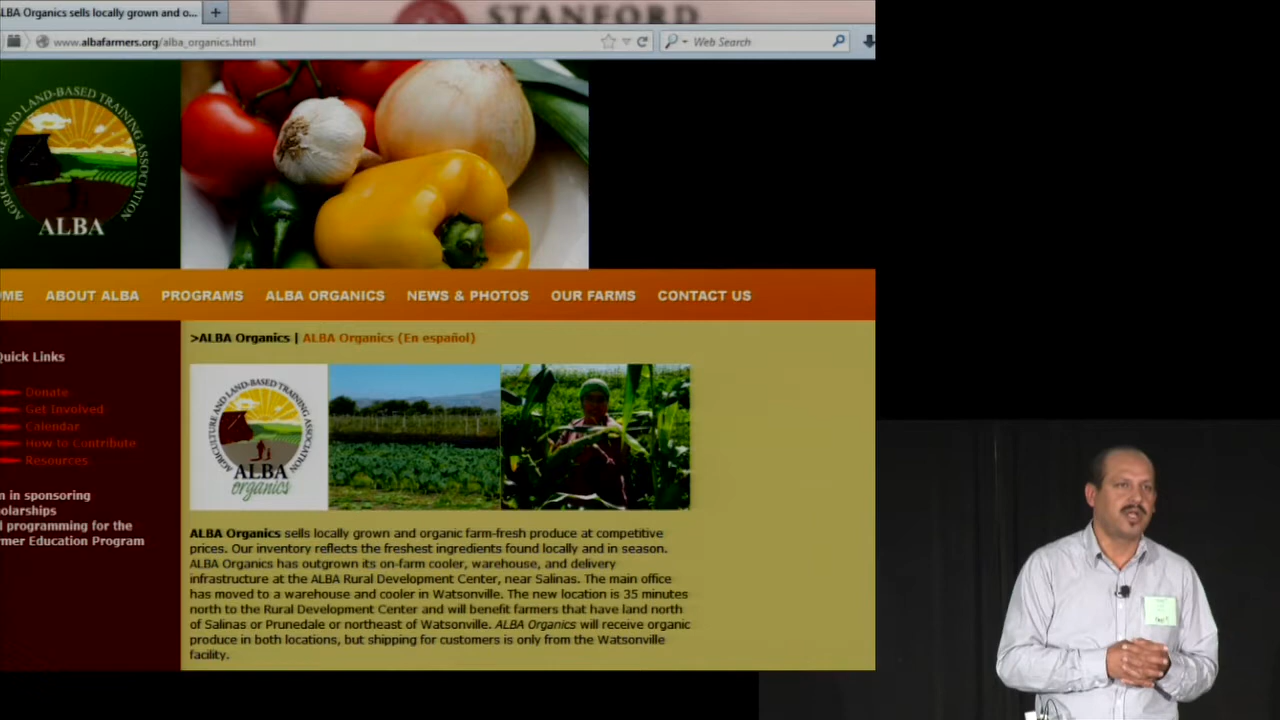 LBA Organics sells locally grown and o...
STANFORD
www.albafarmers.org/alba_organics.html
Web Search
AGRICULTURE AND LAND-BASED TRAINING ASSOCIATION
ALBA
OME ABOUT ALBA PROGRAMS ALBA ORGANICS NEWS & PHOTOS OUR FARMS CONTACT US
Quick Links
Donate
Get Involved
Calendar
How to Contribute
Resources
n in sponsoring
olarships
l programming for the
rmer Education Program
>ALBA Organics | ALBA Organics (En español)
AGRICULTURE AND LAND-BASED TRAINING ASSOCIATION
ALBA
organics
ALBA Organics sells locally grown and organic farm-fresh produce at competitive
prices. Our inventory reflects the freshest ingredients found locally and in season.
ALBA Organics has outgrown its on-farm cooler, warehouse, and delivery
infrastructure at the ALBA Rural Development Center, near Salinas. The main office
has moved to a warehouse and cooler in Watsonville. The new location is 35 minutes
north to the Rural Development Center and will benefit farmers that have land north
of Salinas or Prunedale or northeast of Watsonville. ALBA Organics will receive organic
produce in both locations, but shipping for customers is only from the Watsonville
facility.